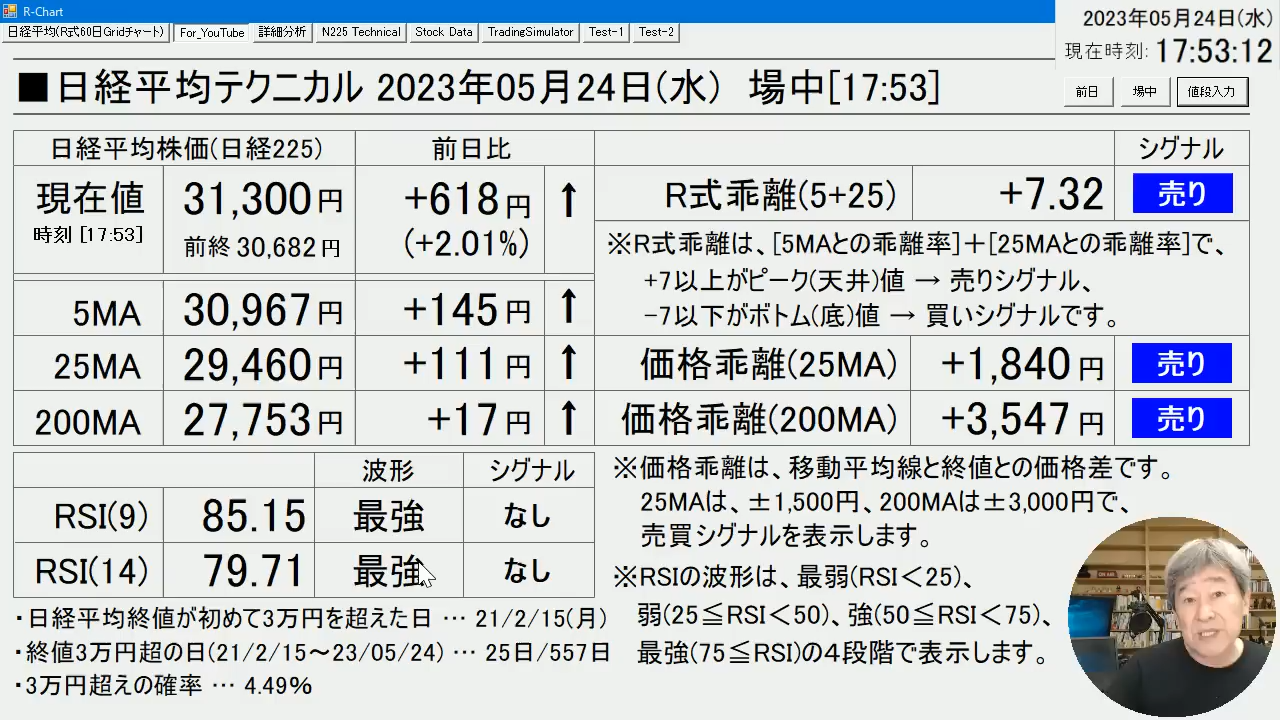 R-Chart
2023年05月24日(水)
現在時刻: 17:53:12
日経平均(R式60日Gridチャート) For_YouTube 詳細分析 N225 Technical Stock Data TradingSimulator Test-1 Test-2
■日経平均テクニカル 2023年05月24日(水) 場中[17:53]
前日 場中 値段入力
日経平均株価(日経225) 前日比 シグナル
現在値 31,300円 +618円 ↑
時刻 [17:53] 前終 30,682円 (+2.01%)
R式乖離(5+25) +7.32 売り
※R式乖離は、[5MAとの乖離率]+[25MAとの乖離率]で、
+7以上がピーク(天井)値 → 売りシグナル、
-7以下がボトム(底)値 → 買いシグナルです。
5MA 30,967円 +145円 ↑
25MA 29,460円 +111円 ↑
価格乖離(25MA) +1,840円 売り
200MA 27,753円 +17円 ↑
価格乖離(200MA) +3,547円 売り
波形 シグナル
RSI(9) 85.15 最強 なし
RSI(14) 79.71 最強 なし
※価格乖離は、移動平均線と終値との価格差です。
25MAは、±1,500円、200MAは±3,000円で、
売買シグナルを表示します。
※RSIの波形は、最弱(RSI<25)、
弱(25≦RSI<50)、強(50≦RSI<75)、
最強(75≦RSI)の4段階で表示します。
・日経平均終値が初めて3万円を超えた日 … 21/2/15(月)
・終値3万円超の日(21/2/15～23/05/24) … 25日/557日
・3万円超えの確率 … 4.49%